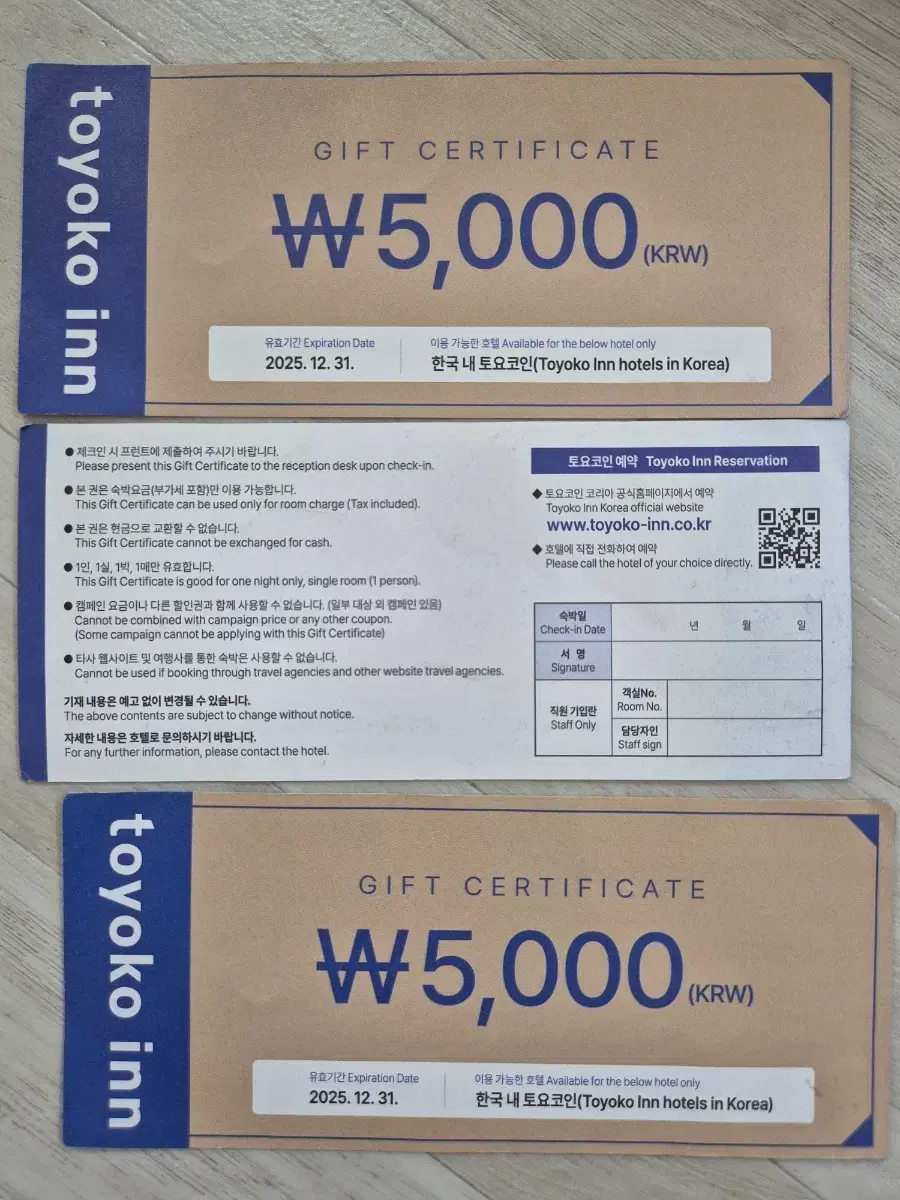 toyoko inn
GIFT CERTIFICATE
₩5,000(KRW)
유효기간 Expiration Date
2025. 12. 31.
이용 가능한 호텔 Available for the below hotel only
한국 내 토요코인(Toyoko Inn hotels in Korea)
● 체크인 시 프런트에 제출하여 주시기 바랍니다.
Please present this Gift Certificate to the reception desk upon check-in.
● 본 권은 숙박요금(부가세 포함)만 이용 가능합니다.
This Gift Certificate can be used only for room charge (Tax included).
● 본 권은 현금으로 교환할 수 없습니다.
This Gift Certificate cannot be exchanged for cash.
● 1인, 1실, 1박, 1매만 유효합니다.
This Gift Certificate is good for one night only, single room (1 person).
● 캠페인 요금이나 다른 할인권과 함께 사용할 수 없습니다. (일부 대상 외 캠페인 있음)
Cannot be combined with campaign price or any other coupon.
(Some campaign cannot be applying with this Gift Certificate)
● 타사 웹사이트 및 여행사를 통한 숙박은 사용할 수 없습니다.
Cannot be used if booking through travel agencies and other website travel agencies.
기재 내용은 예고 없이 변경될 수 있습니다.
The above contents are subject to change without notice.
자세한 내용은 호텔로 문의하시기 바랍니다.
For any further information, please contact the hotel.
토요코인 예약 Toyoko Inn Reservation
◆ 토요코인 코리아 공식홈페이지에서 예약
Toyoko Inn Korea official website
www.toyoko-inn.co.kr
◆ 호텔에 직접 전화하여 예약
Please call the hotel of your choice directly.
숙박일
Check-in Date
년 월 일
서 명
Signature
직원 기입란
Staff Only
객실No.
Room No.
담당자인
Staff sign
toyoko inn
GIFT CERTIFICATE
₩5,000(KRW)
유효기간 Expiration Date
2025. 12. 31.
이용 가능한 호텔 Available for the below hotel only
한국 내 토요코인(Toyoko Inn hotels in Korea)